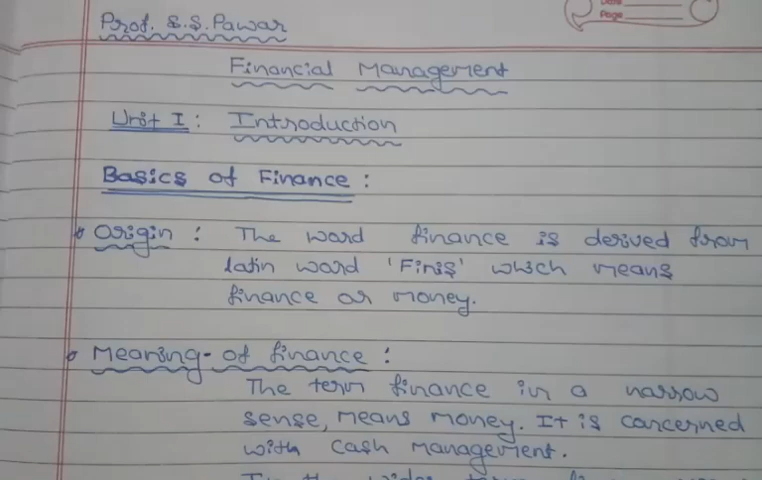 Prof. S.S.Pawar
Page
Financial Management
Unit I: Introduction
Basics of Finance:
Origin: The word finance is derived from
latin word 'Finis' which means
finance or money.
Meaning of finance:
The term finance in a narrow
sense, means money. It is concerned
with cash management.